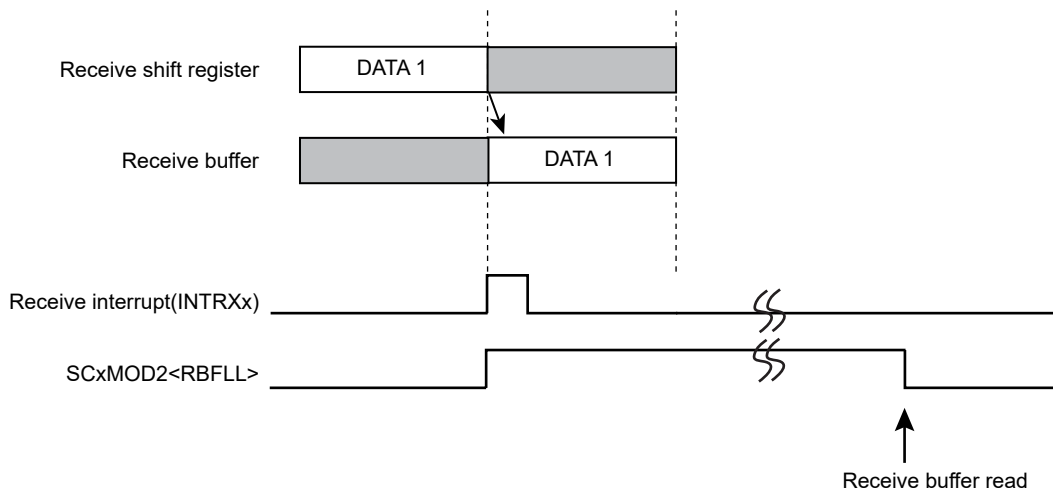 Receive shift register
DATA 1
Receive buffer
DATA 1
Receive interrupt(INTRXx)
SCxMOD2<RBFLL>
Receive buffer read